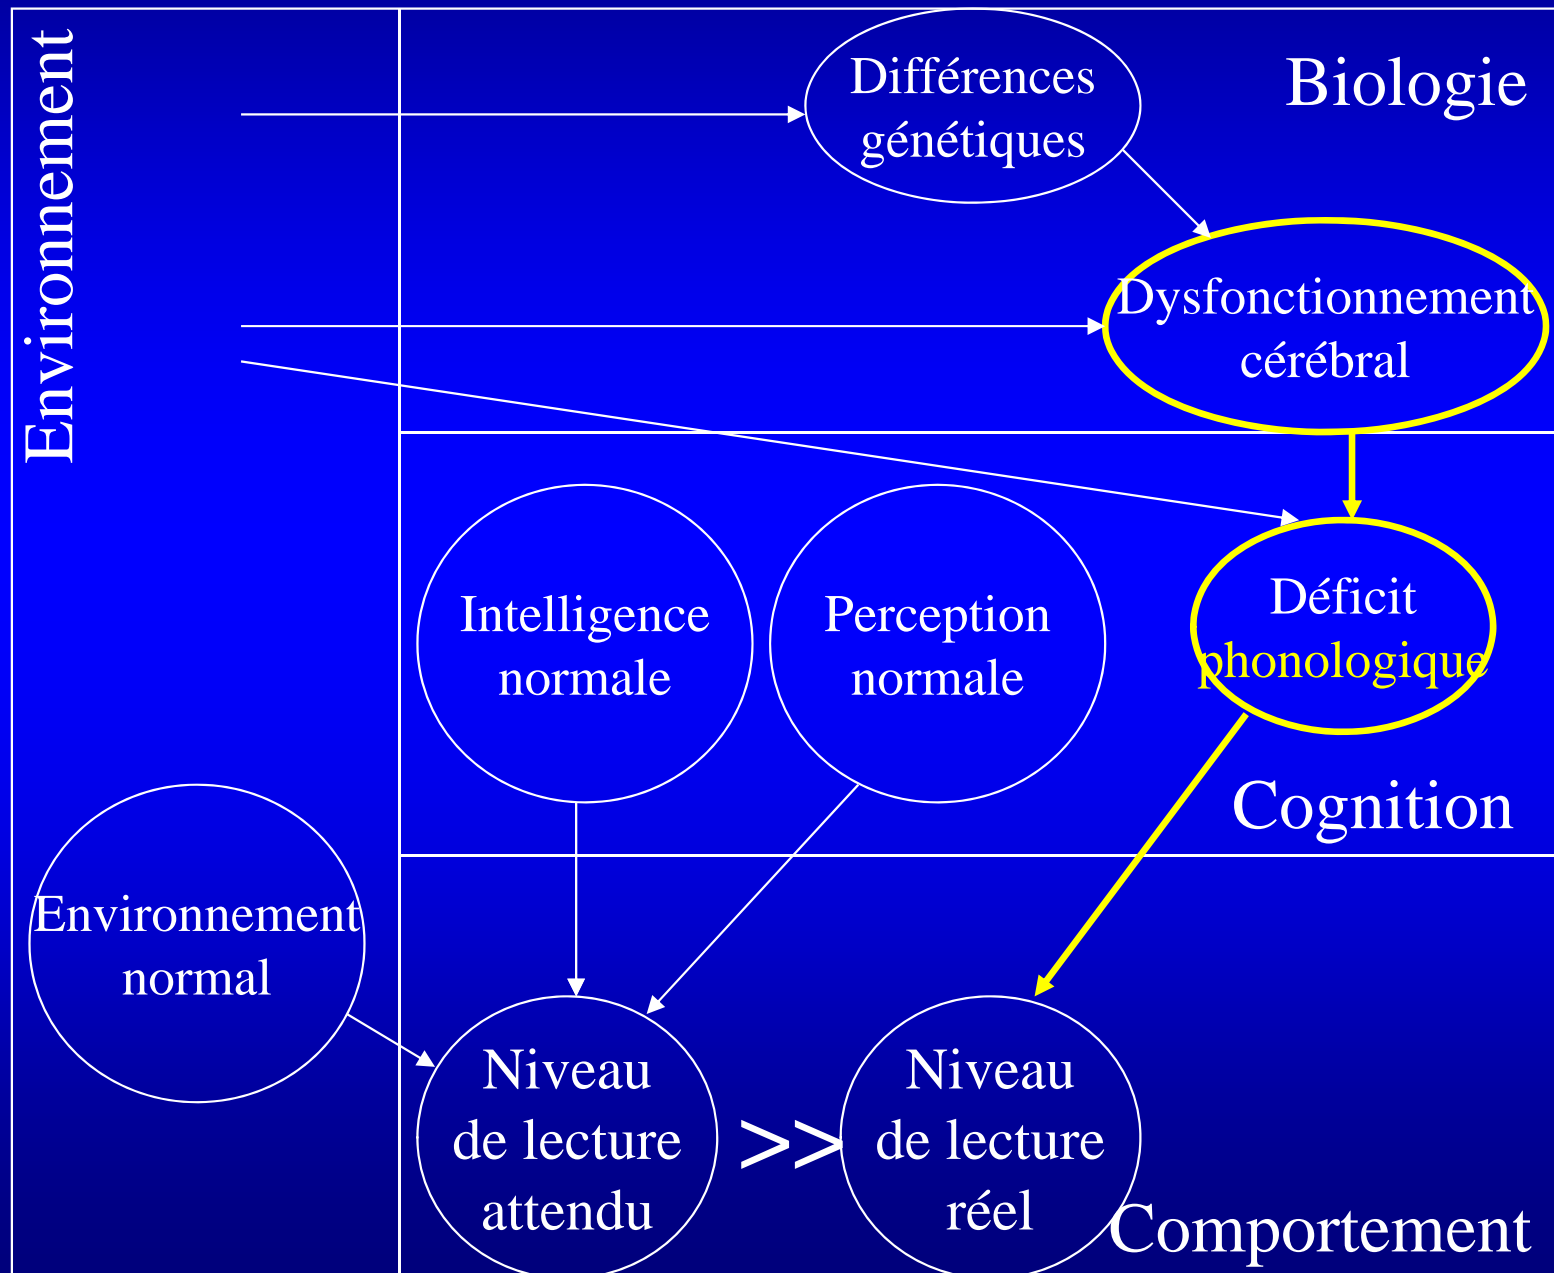 Environnement
Différences
génétiques
Biologie
Dysfonctionnement
cérébral
Intelligence
normale
Perception
normale
Déficit
phonologique
Cognition
Environnement
normal
Niveau
de lecture
attendu
>>
Niveau
de lecture
réel
Comportement